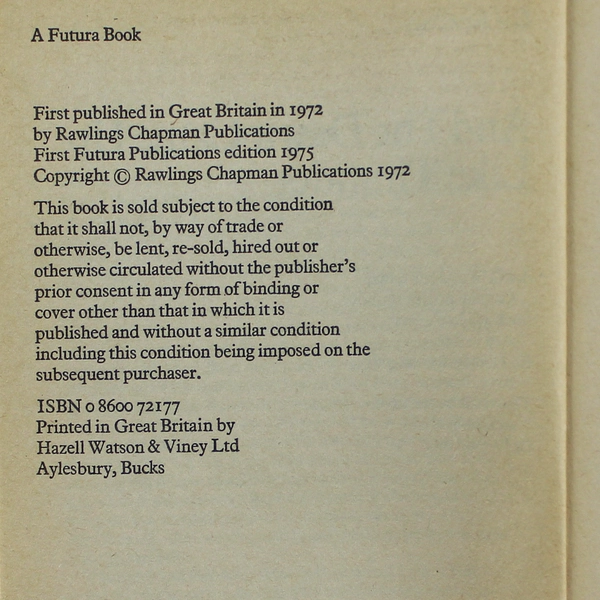 A Futura Book
First published in Great Britain in 1972
by Rawlings Chapman Publications
First Futura Publications edition 1975
Copyright © Rawlings Chapman Publications 1972
This book is sold subject to the condition
that it shall not, by way of trade or
otherwise, be lent, re-sold, hired out or
otherwise circulated without the publisher's
prior consent in any form of binding or
cover other than that in which it is
published and without a similar condition
including this condition being imposed on the
subsequent purchaser.
ISBN 0 8600 72177
Printed in Great Britain by
Hazell Watson & Viney Ltd
Aylesbury, Bucks